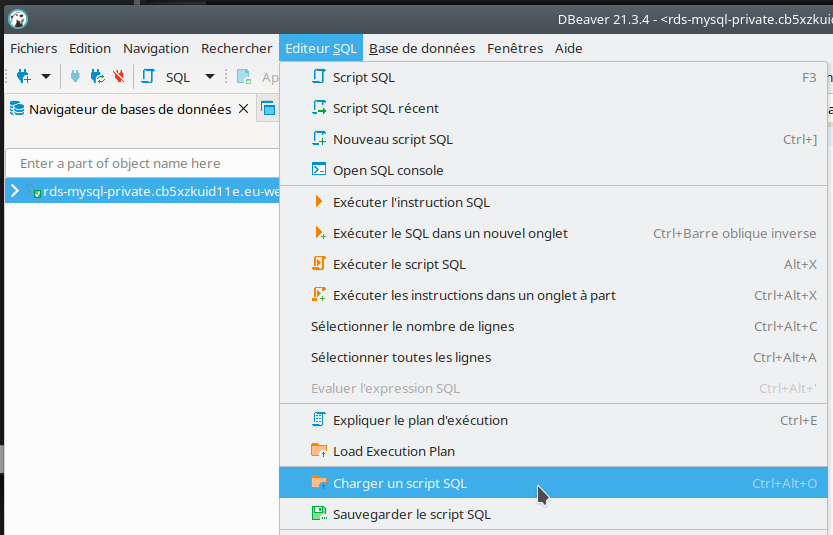 DBeaver 21.3.4 - <rds-mysql-private.cb5xzkuid
Fichiers Edition Navigation Rechercher Editeur SQL Base de données Fenêtres Aide
SQL Ap
Navigateur de bases de données
Enter a part of object name here
rds-mysql-private.cb5xzkuid11e.eu-we
Script SQL F3
Script SQL récent
Nouveau script SQL Ctrl+]
Open SQL console
Exécuter l'instruction SQL
Exécuter le SQL dans un nouvel onglet Ctrl+Barre oblique inverse
Exécuter le script SQL Alt+X
Exécuter les instructions dans un onglet à part Ctrl+Alt+X
Sélectionner le nombre de lignes Ctrl+Alt+C
Sélectionner toutes les lignes Ctrl+Alt+A
Evaluer l'expression SQL Ctrl+Alt+'
Expliquer le plan d'exécution Ctrl+E
Load Execution Plan
Charger un script SQL Ctrl+Alt+O
Sauvegarder le script SQL